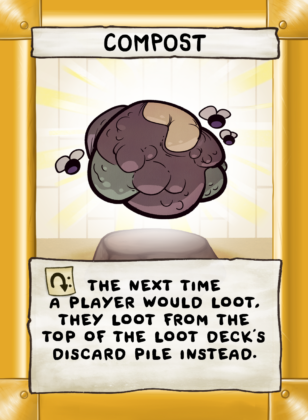 COMPOST
THE NEXT TIME
A PLAYER WOULD LOOT,
THEY LOOT FROM THE
TOP OF THE LOOT DECK'S
DISCARD PILE INSTEAD.